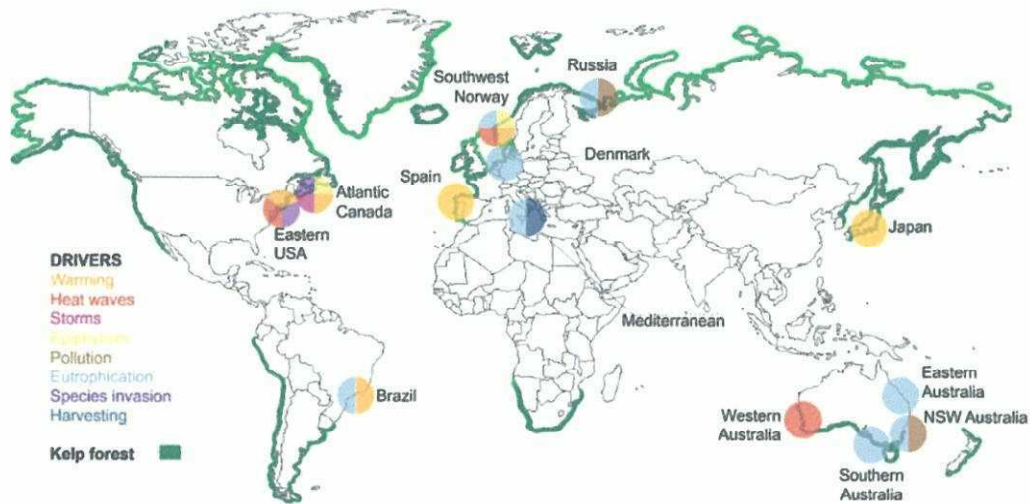 Southwest
Norway
Russia
Denmark
Spain
Atlantic
Canada
Eastern
USA
Japan
Mediterranean
DRIVERS
Warming
Heat waves
Storms
Pollution
Eutrophication
Species invasion
Harvesting
Kelp forest
Brazil
Eastern
Australia
NSW Australia
Western
Australia
Southern
Australia